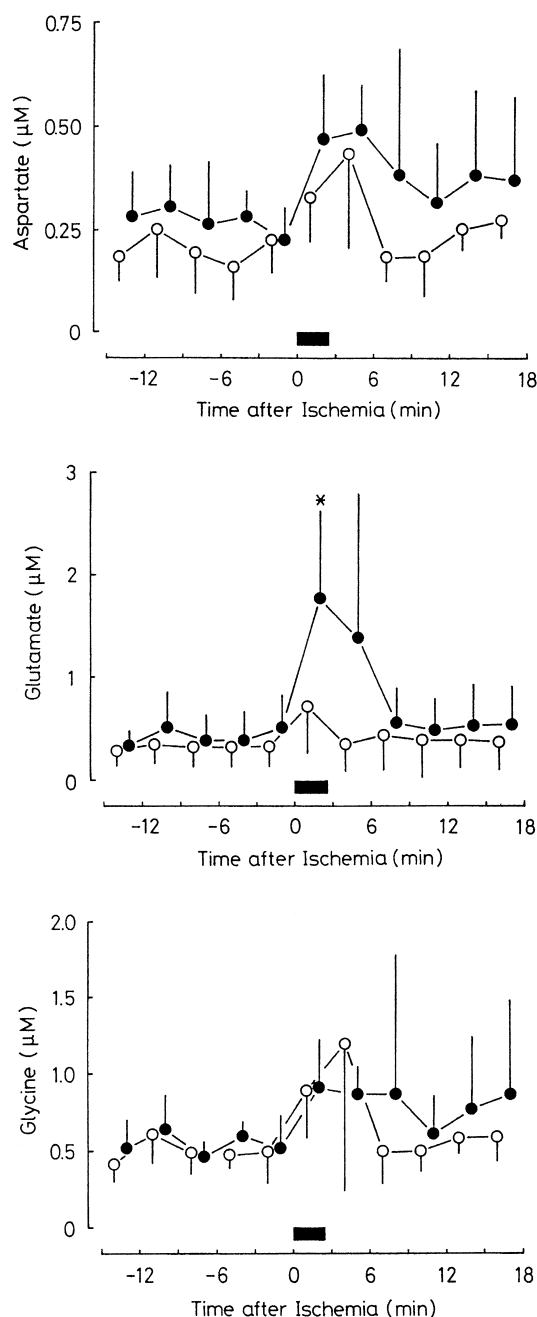 0.75
0.50
0.25
0
Aspartate (μM)
-12 -6 0 6 12 18
Time after Ischemia (min)
3
2
1
0
Glutamate (μM)
*
-12 -6 0 6 12 18
Time after Ischemia (min)
2.0
1.5
1.0
0.5
0
Glycine (μM)
-12 -6 0 6 12 18
Time after Ischemia (min)